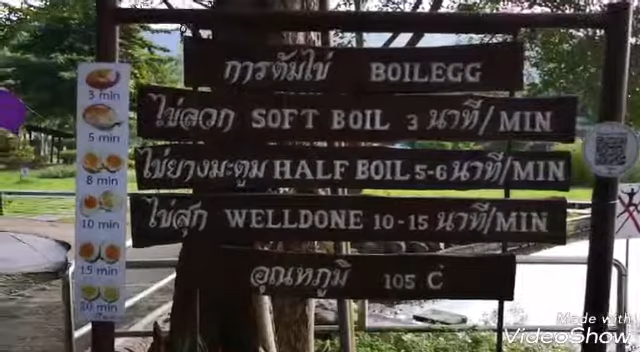 การต้มไข่ BOILEGG
ไข่ลวก SOFT BOIL 3 นาที/MIN
ไข่ยางมะตูม HALF BOIL 5-6 นาที/MIN
ไข่สุก WELLDONE 10-15 นาที/MIN
อุณหภูมิ 105 C
3 min
5 min
8 min
10 min
15 min
20 min
Made with
VideoShow